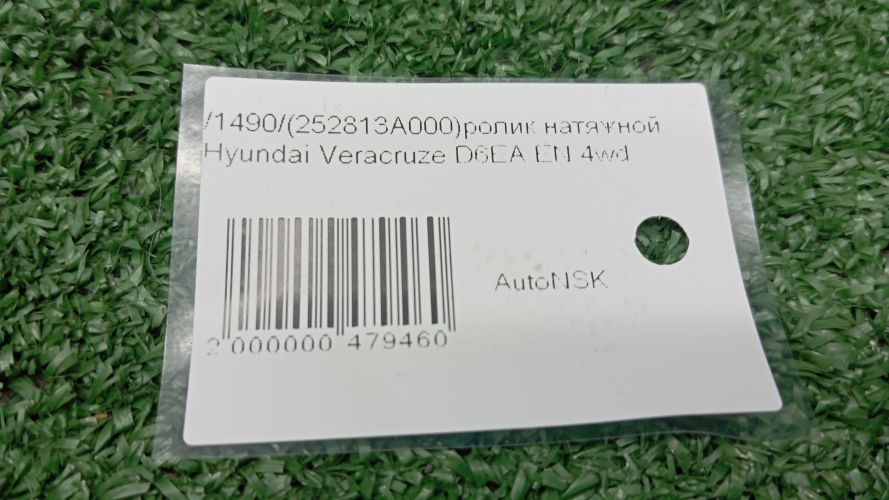 /1490/(252813A000)ролик натяжной
Hyundai Veracruze D6EA EN 4wd
AutoNSK
2 000000 479460